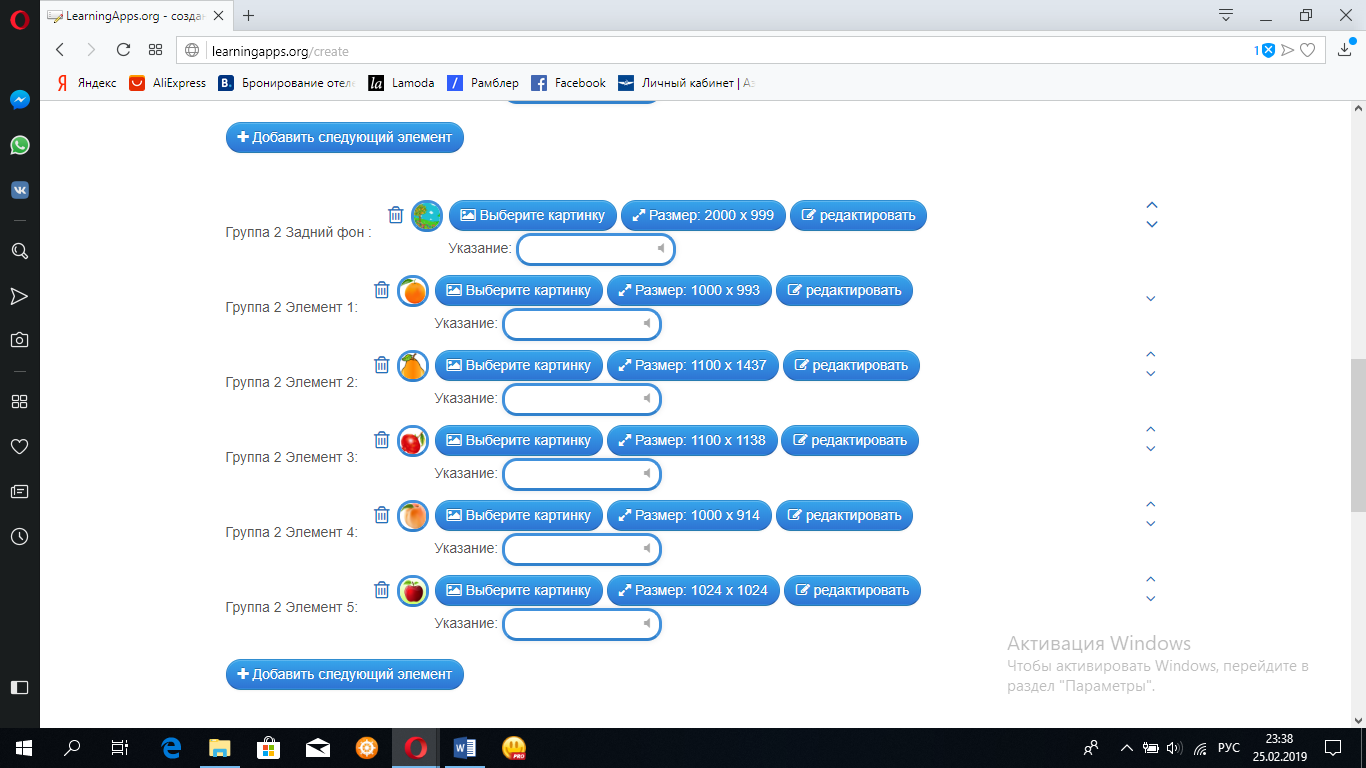 LearningApps.org - создан
learningapps.org/create
1
Яндекс AliExpress B. Бронирование отеле la Lamoda Рамблер Facebook Личный кабинет | Аэ
Добавить следующий элемент
Группа 2 Задний фон :
Выберите картинку Размер: 2000 x 999 редактировать
Указание:
Группа 2 Элемент 1:
Выберите картинку Размер: 1000 x 993 редактировать
Указание:
Группа 2 Элемент 2:
Выберите картинку Размер: 1100 x 1437 редактировать
Указание:
Группа 2 Элемент 3:
Выберите картинку Размер: 1100 x 1138 редактировать
Указание:
Группа 2 Элемент 4:
Выберите картинку Размер: 1000 x 914 редактировать
Указание:
Группа 2 Элемент 5:
Выберите картинку Размер: 1024 x 1024 редактировать
Указание:
Добавить следующий элемент
Активация Windows
Чтобы активировать Windows, перейдите в
раздел "Параметры".
PRO
РУС
23:38
25.02.2019